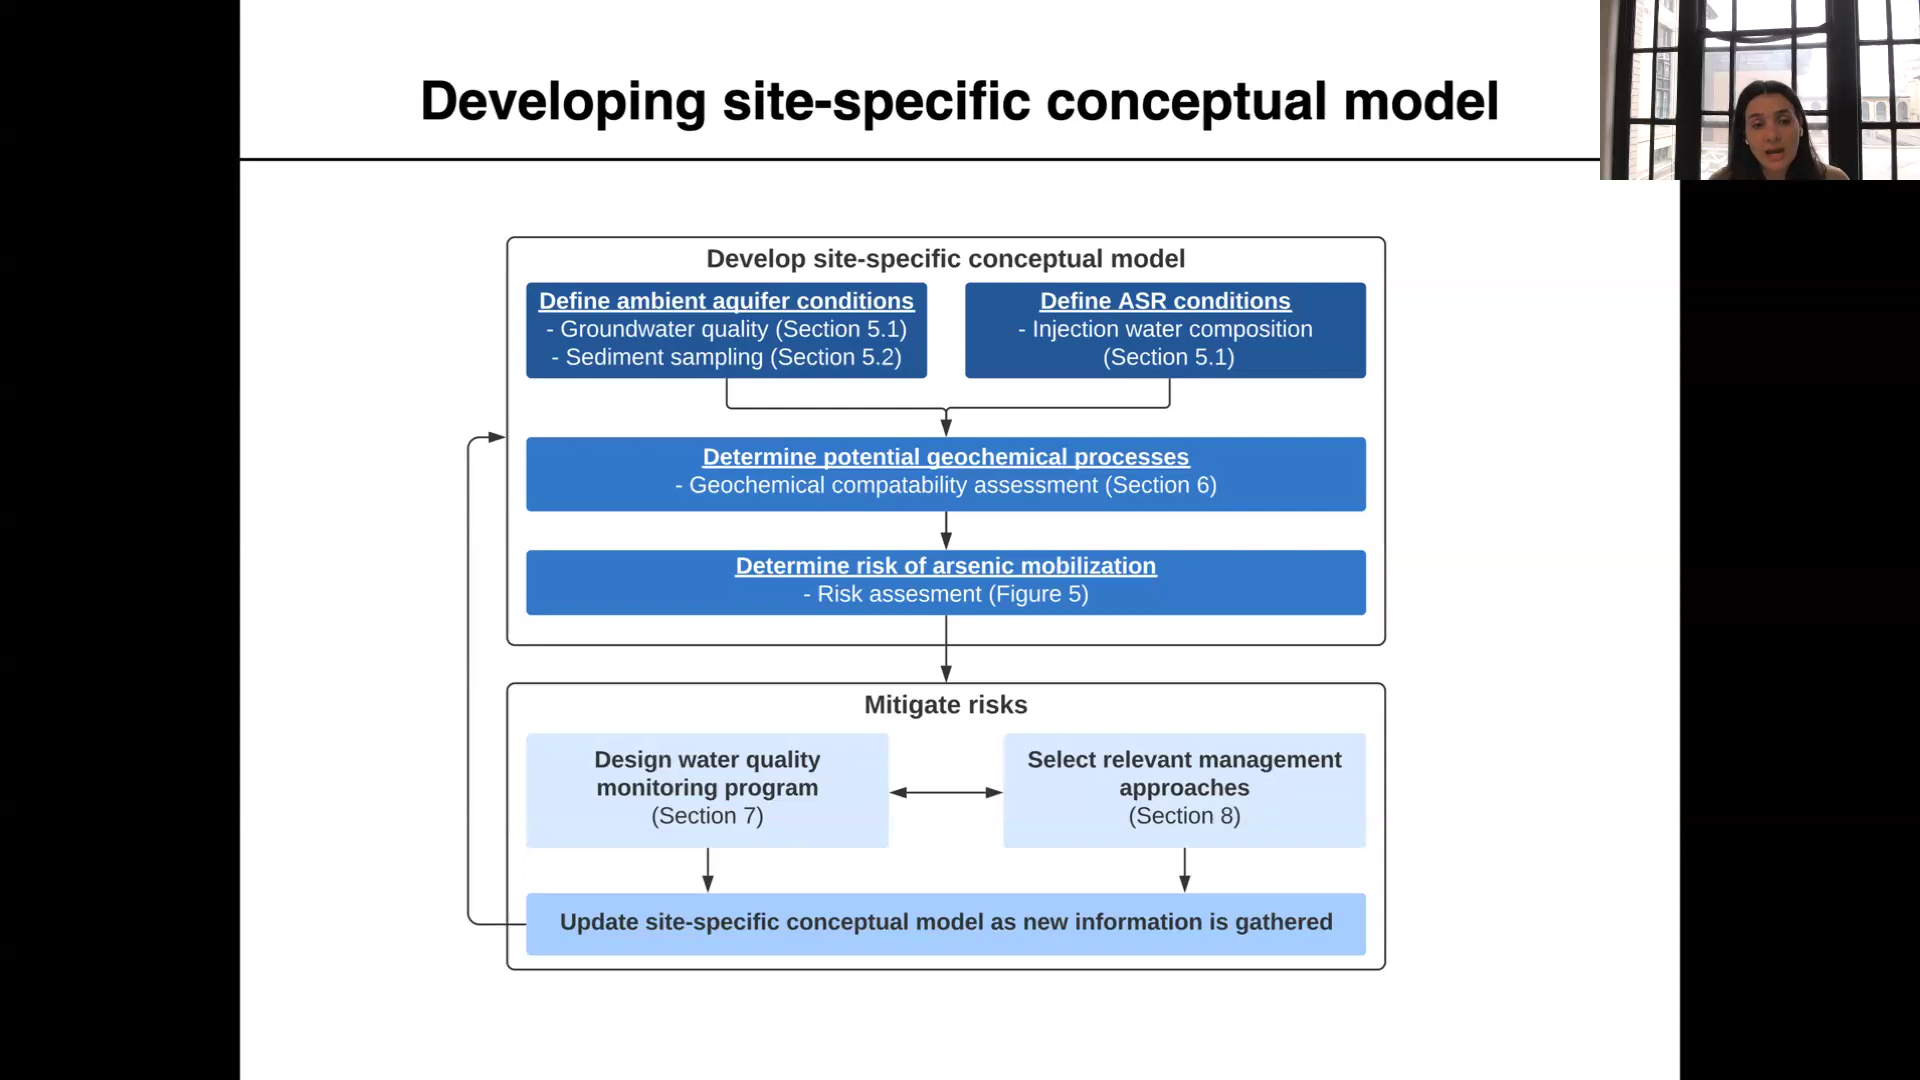 Developing site-specific conceptual model
Develop site-specific conceptual model
Define ambient aquifer conditions
- Groundwater quality (Section 5.1)
- Sediment sampling (Section 5.2)
Define ASR conditions
- Injection water composition
(Section 5.1)
Determine potential geochemical processes
- Geochemical compatability assessment (Section 6)
Determine risk of arsenic mobilization
- Risk assesment (Figure 5)
Mitigate risks
Design water quality
monitoring program
(Section 7)
Select relevant management
approaches
(Section 8)
Update site-specific conceptual model as new information is gathered